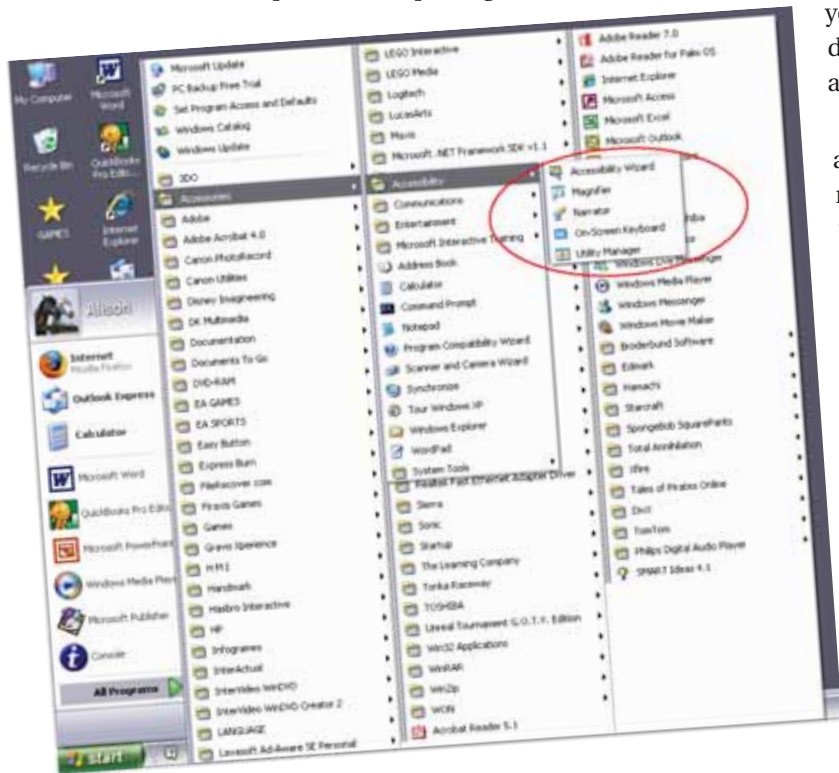 My Computer
Microsoft Word
Recycle Bin
QuickBooks Pro Edit...
GAMES
Internet Explorer
Alison
Internet
Mozilla Firefox
Outlook Express
Calculator
Microsoft Word
QuickBooks Pro Editi
Microsoft PowerPoint
Windows Media Playe
Microsoft Publisher
Console
All Programs
start
Microsoft Update
PC Backup Free Trial
Set Program Access and Defaults
Windows Catalog
Windows Update
3DO
Accessories
Adobe
Adobe Acrobat 4.0
Canon PhotoRecord
Canon Utilities
Disney Imagineering
DK Multimedia
Documentation
Documents To Go
DVD-RAM
EA GAMES
EA SPORTS
Easy Button
Express Burn
FileRecover com
Firaxis Games
Games
Gravis Xperience
H M I
Handmark
Hasbro Interactive
HP
Infogrames
InterActual
InterVideo WinDVD
InterVideo WinDVD Creator 2
LANGUAGE
Lavasoft Ad-Aware SE Personal
LEGO Interactive
LEGO Media
Logitech
LucasArts
Mavis
Microsoft .NET Framework SDK v1.1
Accessibility
Communications
Entertainment
Microsoft Interactive Training
Address Book
Calculator
Command Prompt
Notepad
Program Compatibility Wizard
Scanner and Camera Wizard
Synchronize
Tour Windows XP
Windows Explorer
WordPad
System Tools
Realtek Fast Ethernet Adapter Driver
Sierra
Sonic
Startup
The Learning Company
Tonka Raceway
TOSHIBA
Unreal Tournament G.O.T.Y. Edition
Win32 Applications
WinRAR
WinZip
Acrobat Reader 5.1
Adobe Reader 7.0
Adobe Reader for Palm OS
Internet Explorer
Microsoft Access
Microsoft Excel
Microsoft Outlook
Accessibility Wizard
Magnifier
Narrator
On-Screen Keyboard
Utility Manager
Windows Live Messenger
Windows Media Player
Windows Messenger
Windows Movie Maker
Broderbund Software
Edmark
Hamachi
Starcraft
SpongeBob SquarePants
Total Annihilation
Xfire
Tales of Pirates Online
DivX
TomTom
Philips Digital Audio Player
SMART Ideas 4.1